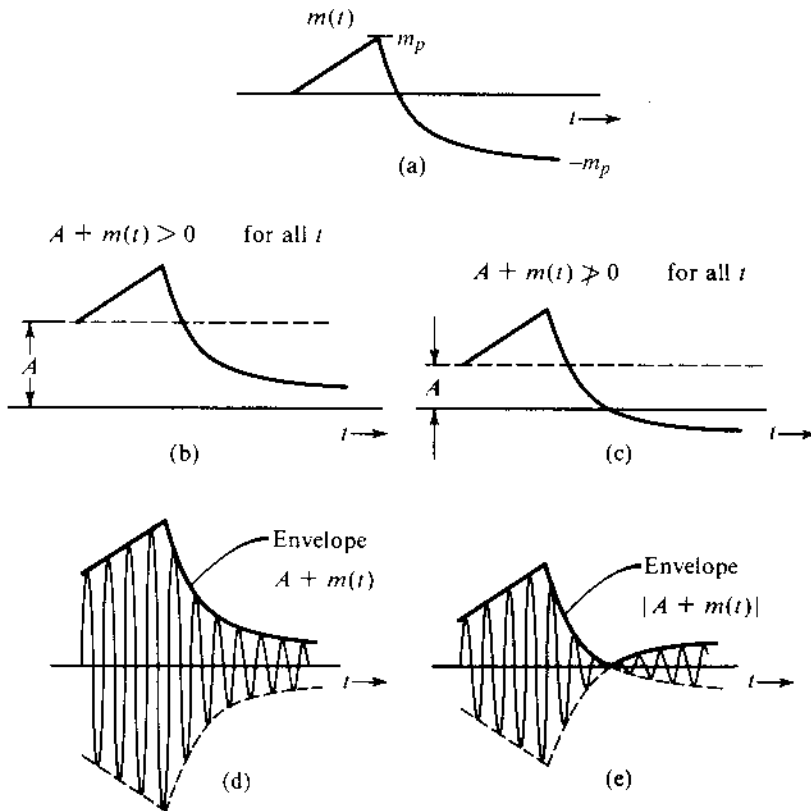 m(t)
m_p
t
−m_p
(a)
A + m(t) > 0 for all t
A
t
(b)
A + m(t) ≯ 0 for all t
A
t
(c)
Envelope
A + m(t)
t
(d)
Envelope
|A + m(t)|
t
(e)